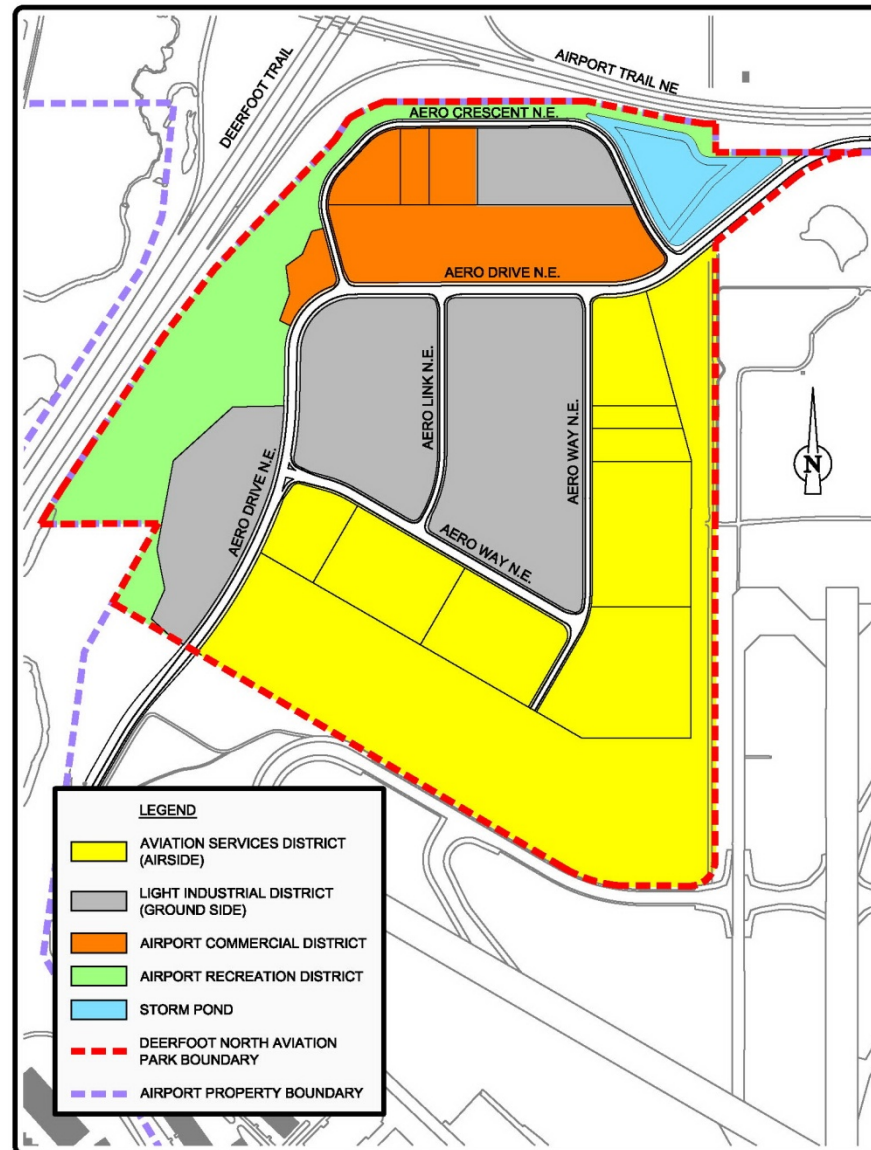 DEERFOOT TRAIL
AIRPORT TRAIL NE
AERO CRESCENT N.E.
AERO DRIVE N.E.
AERO LINK N.E.
AERO WAY N.E.
AERO DRIVE N.E.
AERO WAY N.E.
N
LEGEND
AVIATION SERVICES DISTRICT
(AIRSIDE)
LIGHT INDUSTRIAL DISTRICT
(GROUND SIDE)
AIRPORT COMMERCIAL DISTRICT
AIRPORT RECREATION DISTRICT
STORM POND
DEERFOOT NORTH AVIATION
PARK BOUNDARY
AIRPORT PROPERTY BOUNDARY